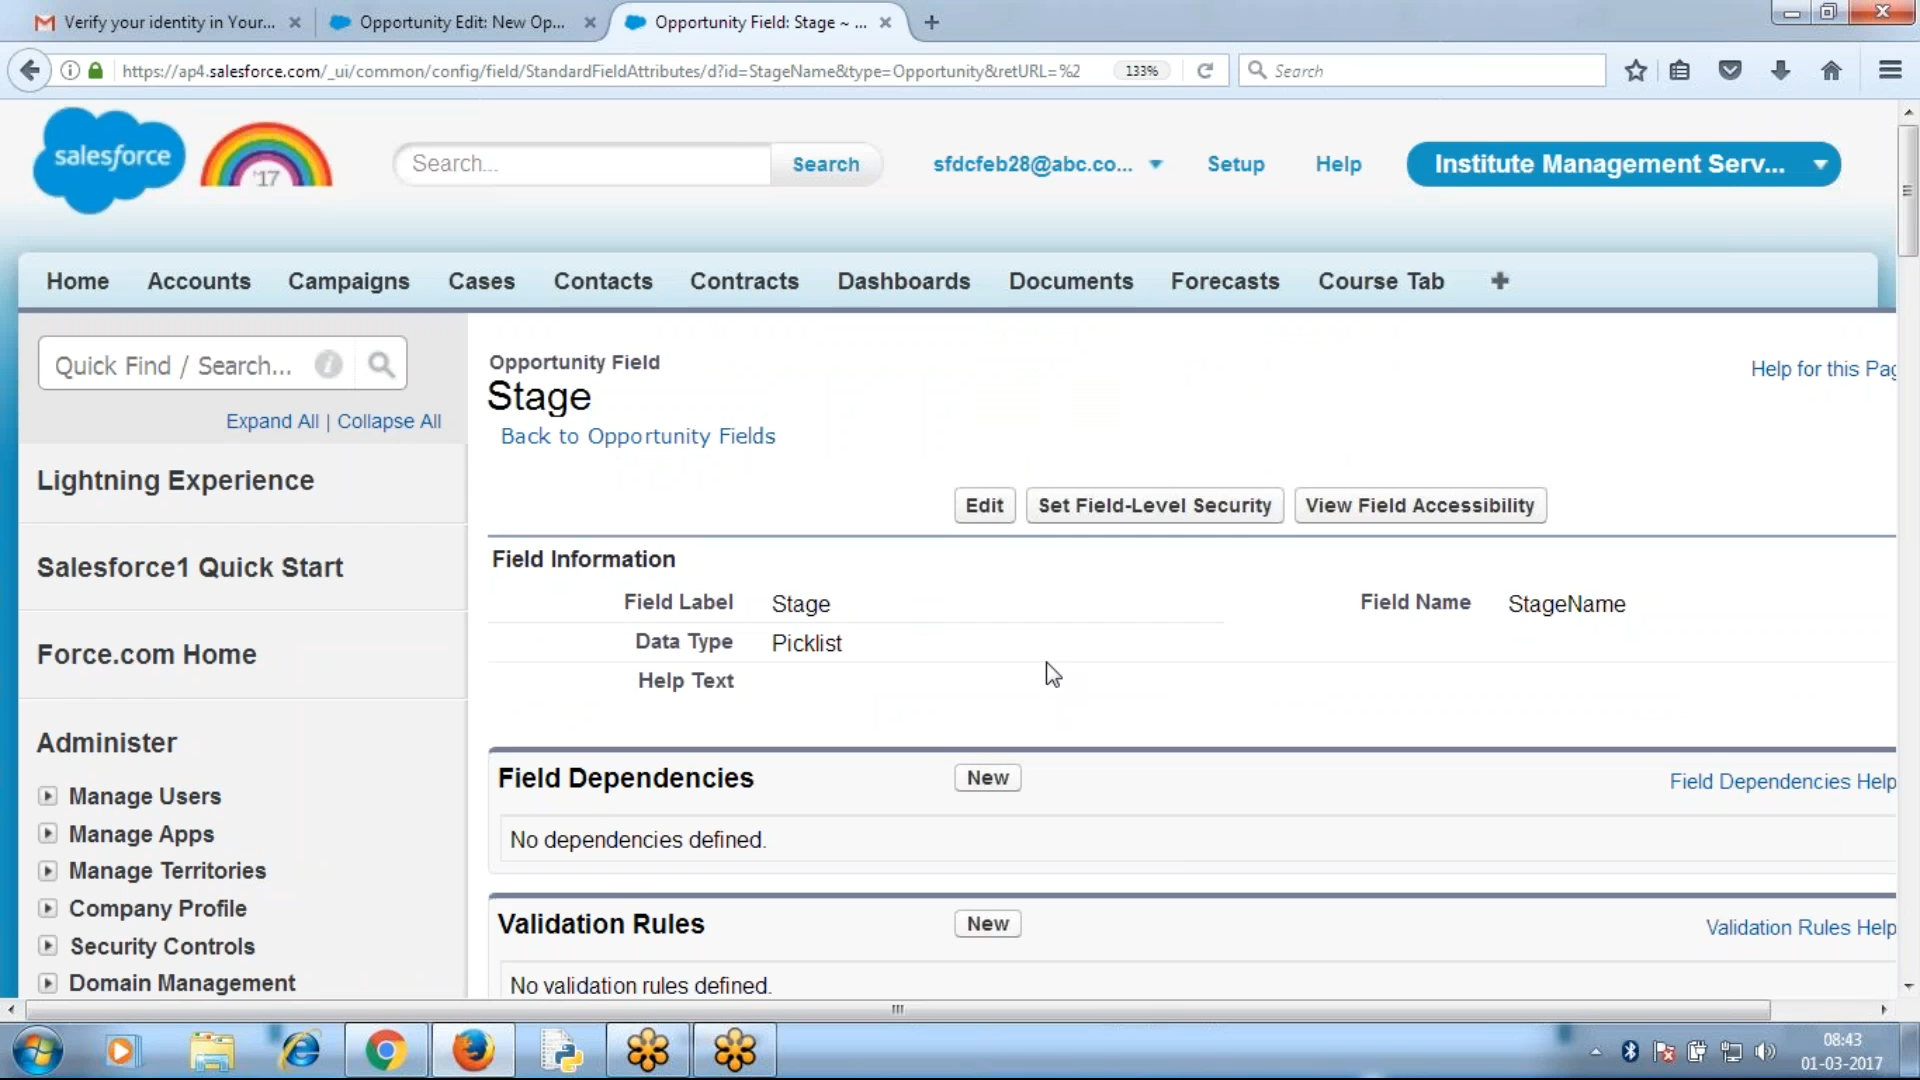 Verify your identity in Your...
Opportunity Edit: New Op...
Opportunity Field: Stage ~ ...
https://ap4.salesforce.com/_ui/common/config/field/StandardFieldAttributes/d?id=StageName&type=Opportunity&retURL=%2
133%
Search
salesforce
'17
Search...
Search
sfdcfeb28@abc.co...
Setup
Help
Institute Management Serv...
Home
Accounts
Campaigns
Cases
Contacts
Contracts
Dashboards
Documents
Forecasts
Course Tab
Quick Find / Search...
Expand All | Collapse All
Lightning Experience
Salesforce1 Quick Start
Force.com Home
Administer
Manage Users
Manage Apps
Manage Territories
Company Profile
Security Controls
Domain Management
Opportunity Field
Stage
Help for this Pag
Back to Opportunity Fields
Edit
Set Field-Level Security
View Field Accessibility
Field Information
Field Label
Stage
Field Name
StageName
Data Type
Picklist
Help Text
Field Dependencies
New
Field Dependencies Help
No dependencies defined.
Validation Rules
New
Validation Rules Help
No validation rules defined.
08:43
01-03-2017